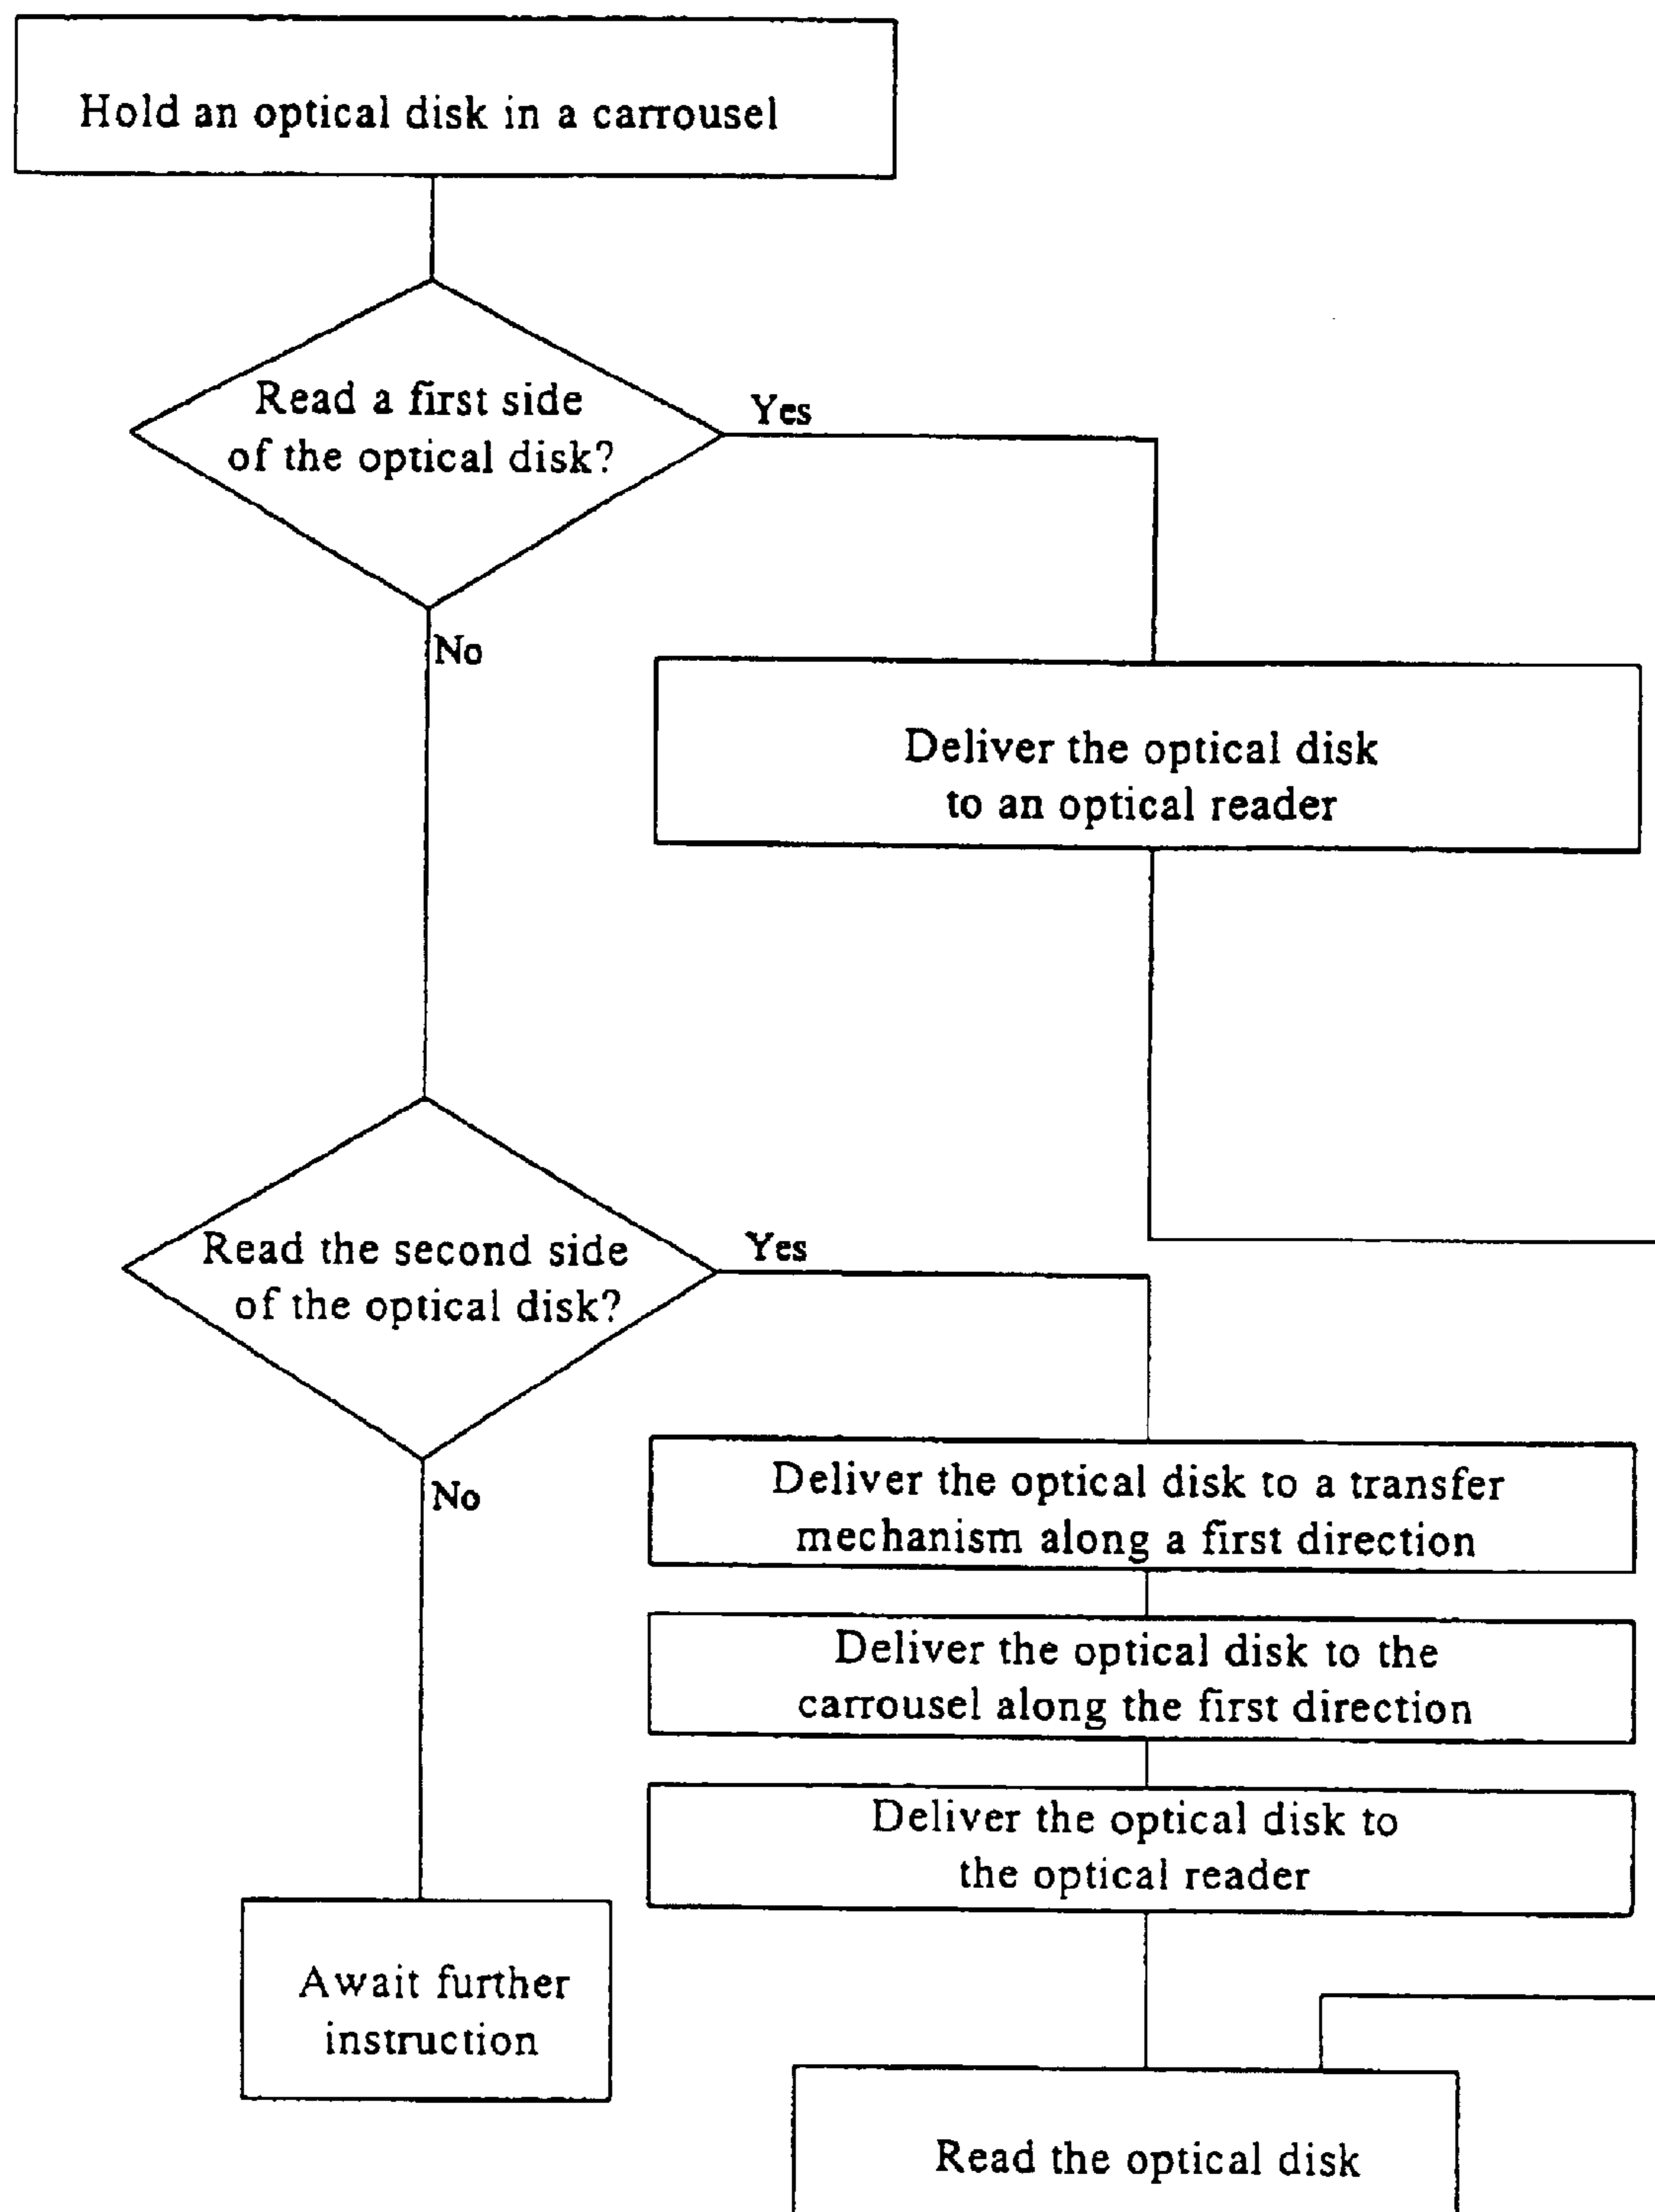 Hold an optical disk in a carrousel
Read a first side
of the optical disk?
Yes
No
Deliver the optical disk
to an optical reader
Read the second side
of the optical disk?
Yes
No
Deliver the optical disk to a transfer
mechanism along a first direction
Deliver the optical disk to the
carrousel along the first direction
Deliver the optical disk to
the optical reader
Await further
instruction
Read the optical disk